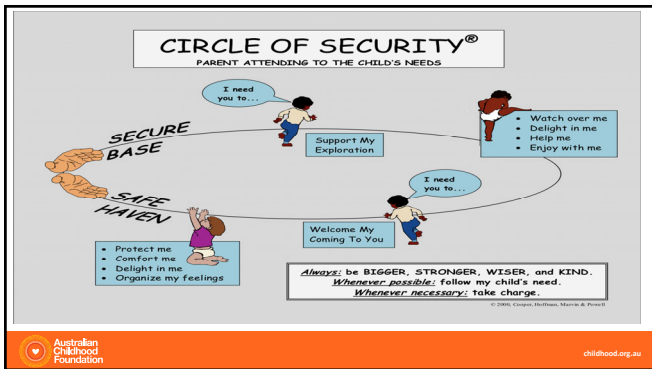 CIRCLE OF SECURITY®
PARENT ATTENDING TO THE CHILD'S NEEDS
I need
you to...
SECURE
BASE
Support My
Exploration
• Watch over me
• Delight in me
• Help me
• Enjoy with me
I need
you to...
SAFE
HAVEN
Welcome My
Coming To You
• Protect me
• Comfort me
• Delight in me
• Organize my feelings
Always: be BIGGER, STRONGER, WISER, and KIND.
Whenever possible: follow my child's need.
Whenever necessary: take charge.
© 2000, Cooper, Hoffman, Marvin & Powell
Australian
Childhood
Foundation
childhood.org.au